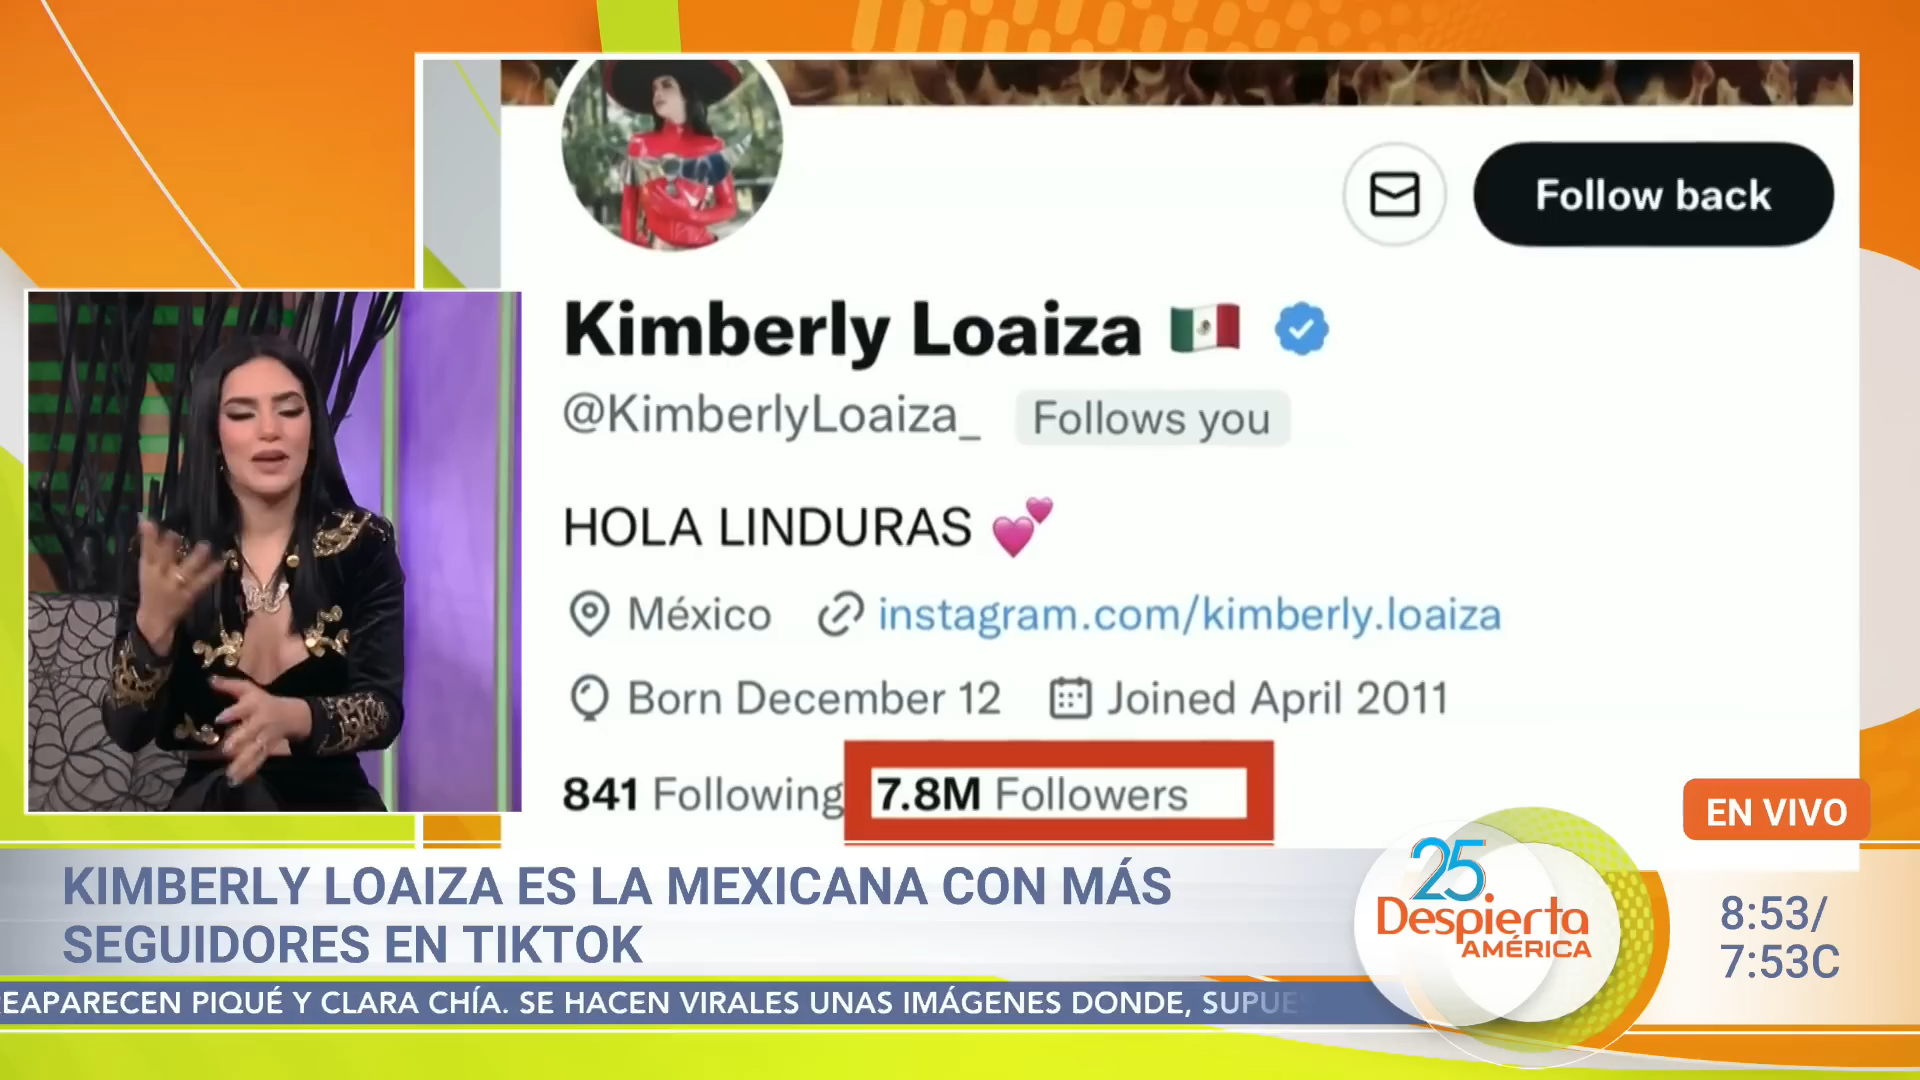 Follow back
Kimberly Loaiza
@KimberlyLoaiza_ Follows you
HOLA LINDURAS
México instagram.com/kimberly.loaiza
Born December 12 Joined April 2011
841 Following 7.8M Followers
EN VIVO
KIMBERLY LOAIZA ES LA MEXICANA CON MÁS
SEGUIDORES EN TIKTOK
25
Despierta
AMÉRICA
8:53/
7:53C
EAPARECEN PIQUÉ Y CLARA CHÍA. SE HACEN VIRALES UNAS IMÁGENES DONDE, SUPUE